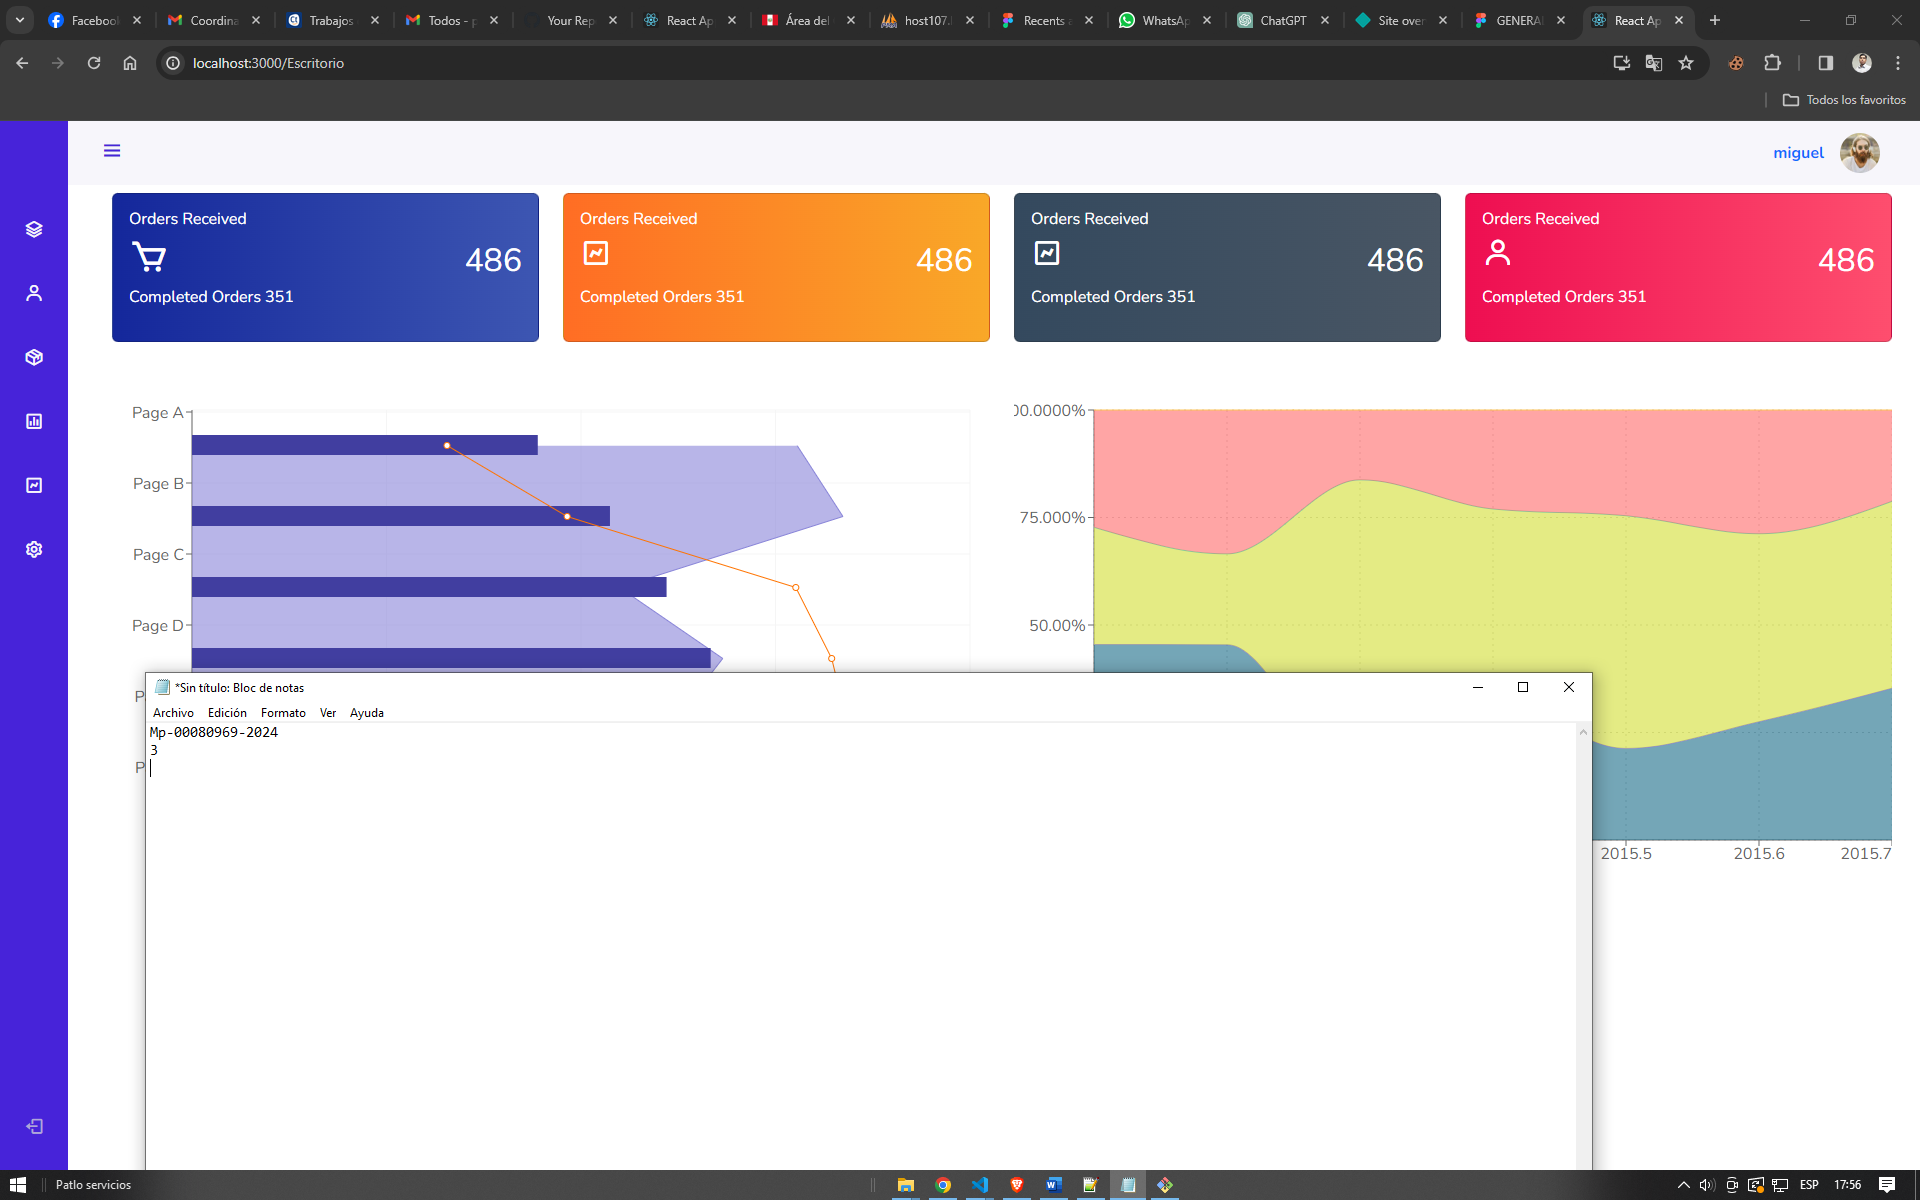 Facebook
Coordina
Trabajos
Todos - p
Your Rep
React Ap
Área del
host107.
Recents a
WhatsAp
ChatGPT
Site over
GENERAL
React Ap
localhost:3000/Escritorio
Todos los favoritos
miguel
Orders Received
486
Completed Orders 351
Orders Received
486
Completed Orders 351
Orders Received
486
Completed Orders 351
Orders Received
486
Completed Orders 351
Page A
Page B
Page C
Page D
P
P
00.0000%
75.000%
50.00%
2015.5
2015.6
2015.7
*Sin título: Bloc de notas
Archivo Edición Formato Ver Ayuda
Mp-00080969-2024
3
Patlo servicios
ESP
17:56